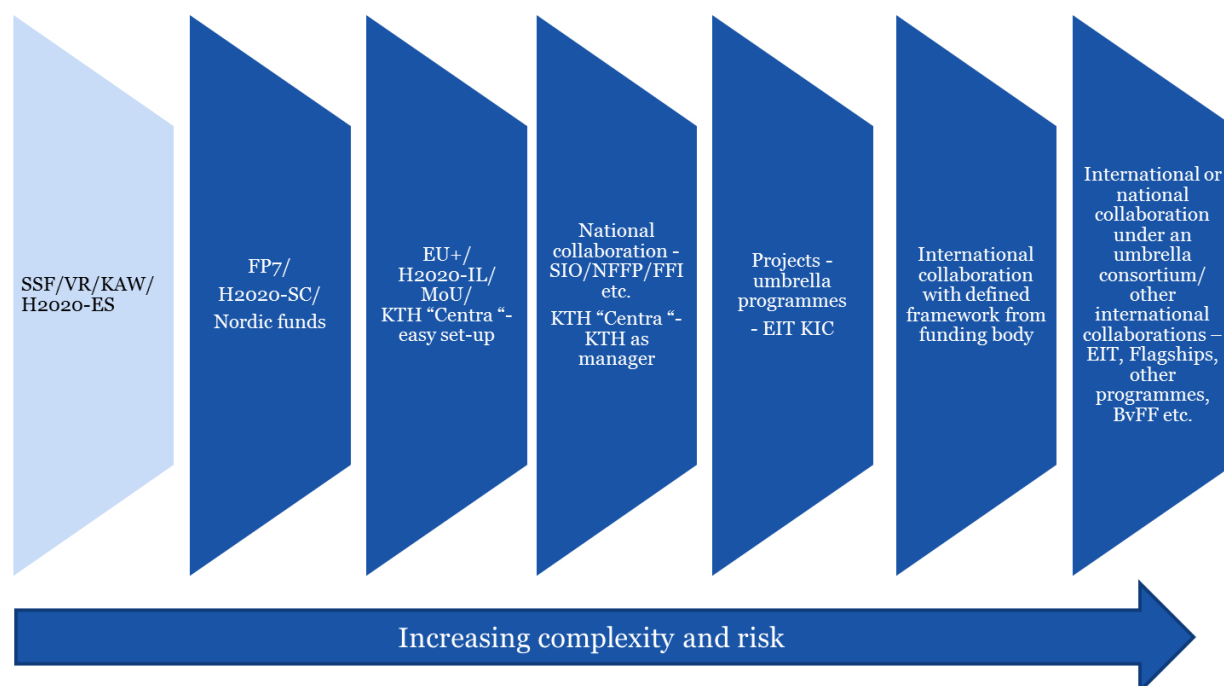 SSF/VR/KAW/
H2020-ES
FP7/
H2020-SC/
Nordic funds
EU+/
H2020-IL/
MoU/
KTH “Centra “-
easy set-up
National
collaboration -
SIO/NFFP/FFI
etc.
KTH “Centra “-
KTH as
manager
Projects -
umbrella
programmes
- EIT KIC
International
collaboration
with defined
framework from
funding body
International or
national
collaboration
under an
umbrella
consortium/
other
international
collaborations –
EIT, Flagships,
other
programmes,
BvFF etc.
Increasing complexity and risk